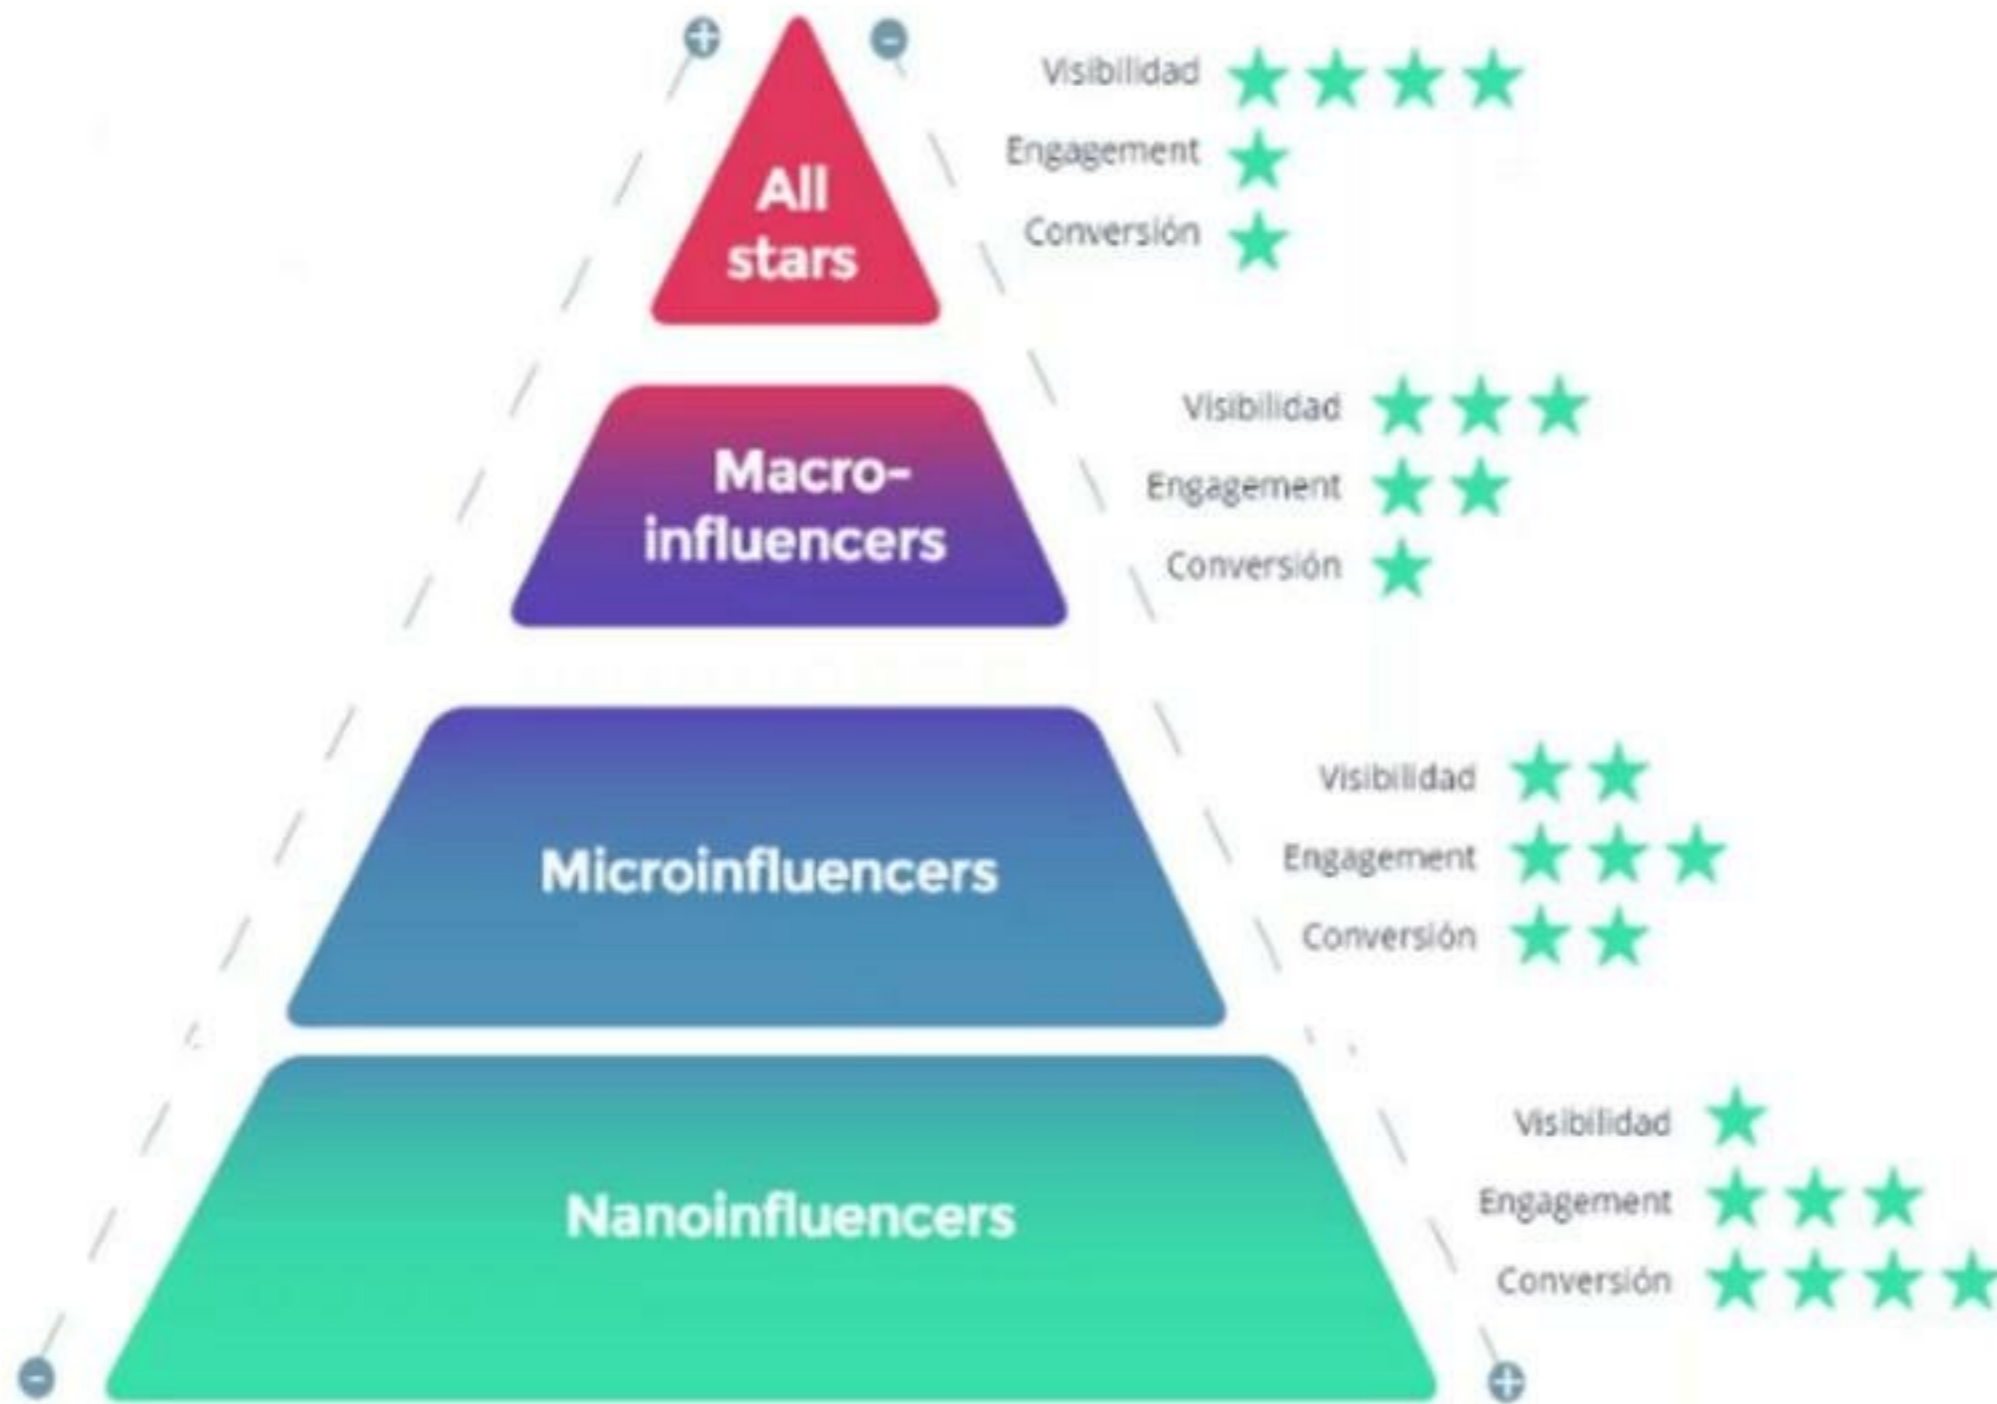 +
-
All
stars
Visibilidad
Engagement
Conversión
Macro-
influencers
Visibilidad
Engagement
Conversión
Microinfluencers
Visibilidad
Engagement
Conversión
Nanoinfluencers
Visibilidad
Engagement
Conversión
-
+